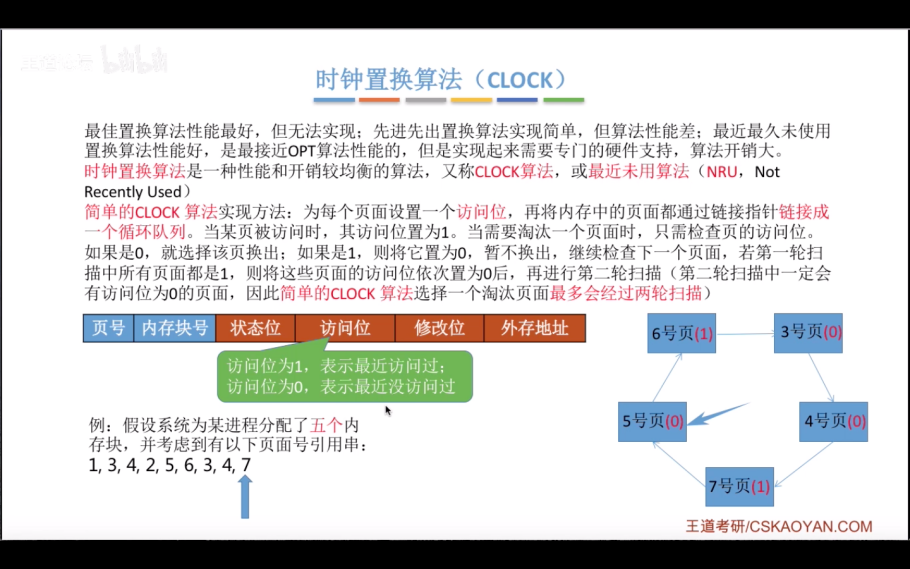 时钟置换算法（CLOCK）
最佳置换算法性能最好，但无法实现；先进先出置换算法实现简单，但算法性能差；最近最久未使用
置换算法性能好，是最接近OPT算法性能的，但是实现起来需要专门的硬件支持，算法开销大。
时钟置换算法是一种性能和开销较均衡的算法，又称CLOCK算法，或最近未用算法（NRU，Not
Recently Used）
简单的CLOCK 算法实现方法：为每个页面设置一个访问位，再将内存中的页面都通过链接指针链接成
一个循环队列。当某页被访问时，其访问位置为1。当需要淘汰一个页面时，只需检查页的访问位。
如果是0，就选择该页换出；如果是1，则将它置为0，暂不换出，继续检查下一个页面，若第一轮扫
描中所有页面都是1，则将这些页面的访问位依次置为0后，再进行第二轮扫描（第二轮扫描中一定会
有访问位为0的页面，因此简单的CLOCK 算法选择一个淘汰页面最多会经过两轮扫描）
页号 内存块号 状态位 访问位 修改位 外存地址
访问位为1，表示最近访问过；
访问位为0，表示最近没访问过
例：假设系统为某进程分配了五个内
存块，并考虑到有以下页面号引用串：
1, 3, 4, 2, 5, 6, 3, 4, 7
6号页(1)
3号页(0)
5号页(0)
4号页(0)
7号页(1)
王道考研/CSKAOYAN.COM